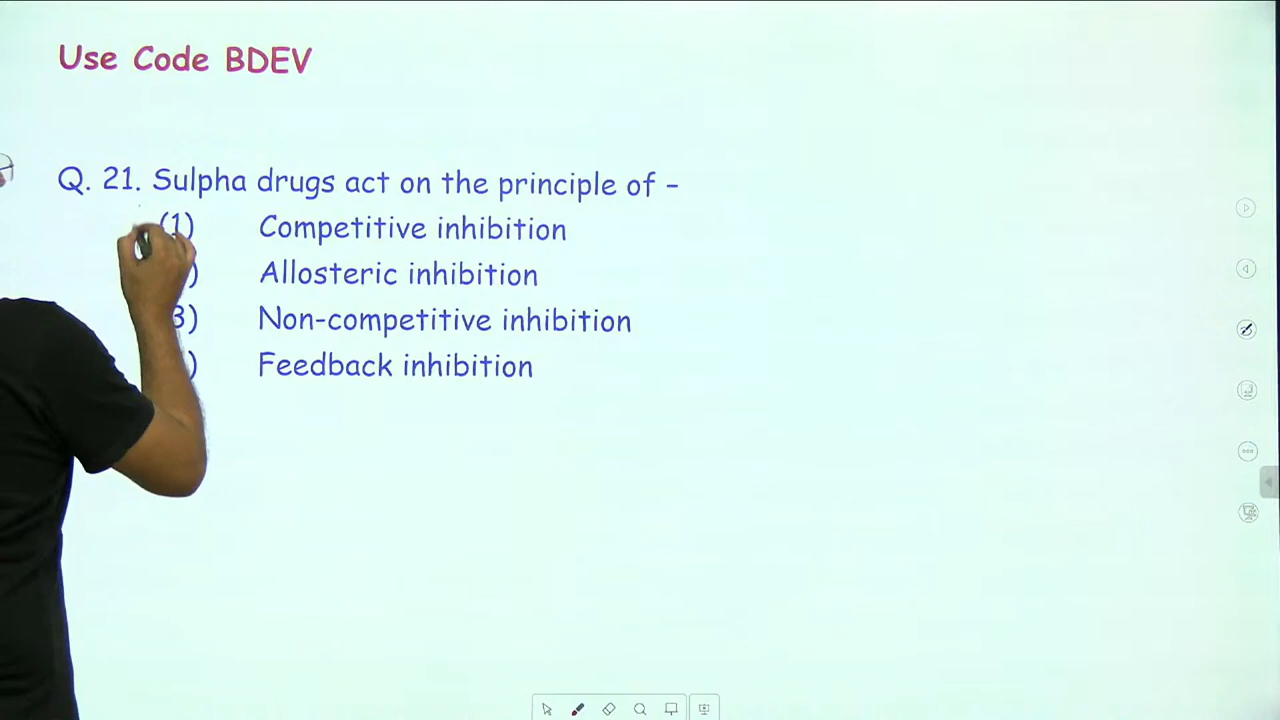 Use Code BDEV
Q. 21. Sulpha drugs act on the principle of –
(1) Competitive inhibition
) Allosteric inhibition
3) Non-competitive inhibition
) Feedback inhibition